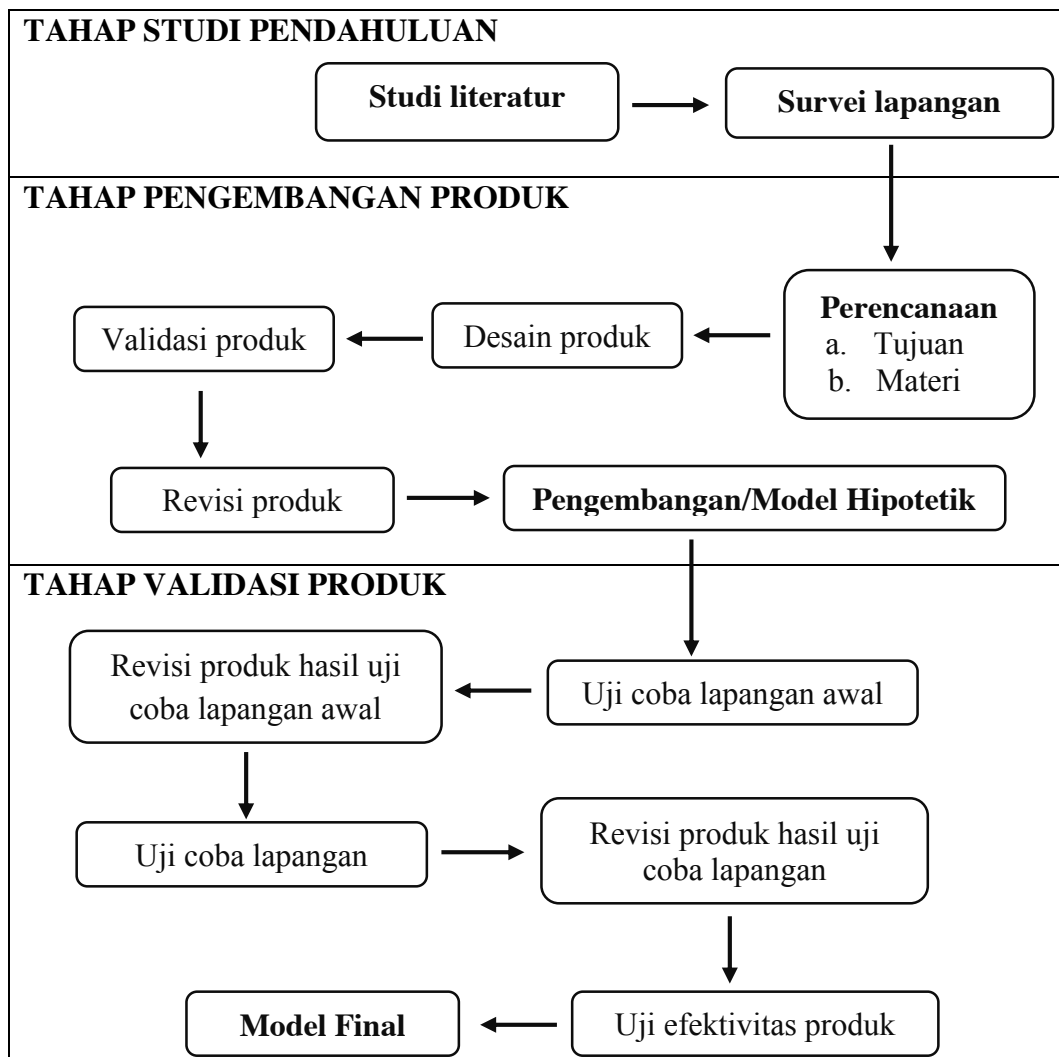 TAHAP STUDI PENDAHULUAN
Studi literatur
Survei lapangan
TAHAP PENGEMBANGAN PRODUK
Perencanaan
a. Tujuan
b. Materi
Desain produk
Validasi produk
Revisi produk
Pengembangan/Model Hipotetik
TAHAP VALIDASI PRODUK
Uji coba lapangan awal
Revisi produk hasil uji
coba lapangan awal
Uji coba lapangan
Revisi produk hasil uji
coba lapangan
Uji efektivitas produk
Model Final